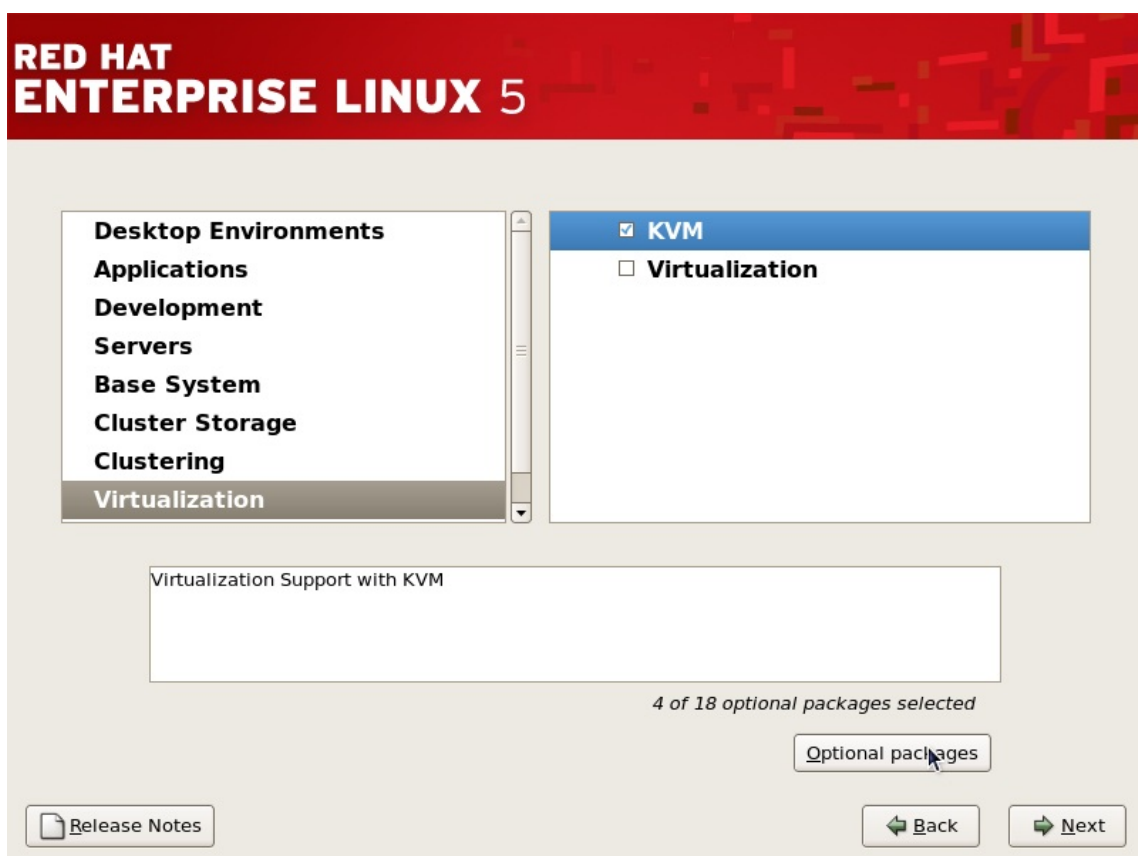 RED HAT
ENTERPRISE LINUX 5
Desktop Environments
Applications
Development
Servers
Base System
Cluster Storage
Clustering
Virtualization
KVM
Virtualization
Virtualization Support with KVM
4 of 18 optional packages selected
Optional packages
Release Notes
Back
Next